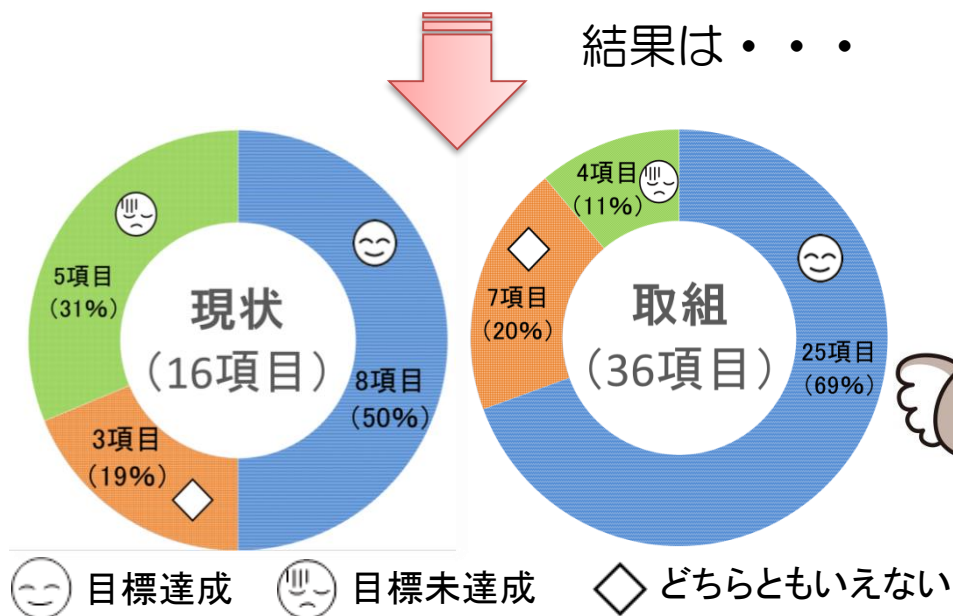 結果は・・・
現状
(16項目)
8項目
(50%)
3項目
(19%)
5項目
(31%)
取組
(36項目)
25項目
(69%)
7項目
(20%)
4項目
(11%)
目標達成
目標未達成
どちらともいえない